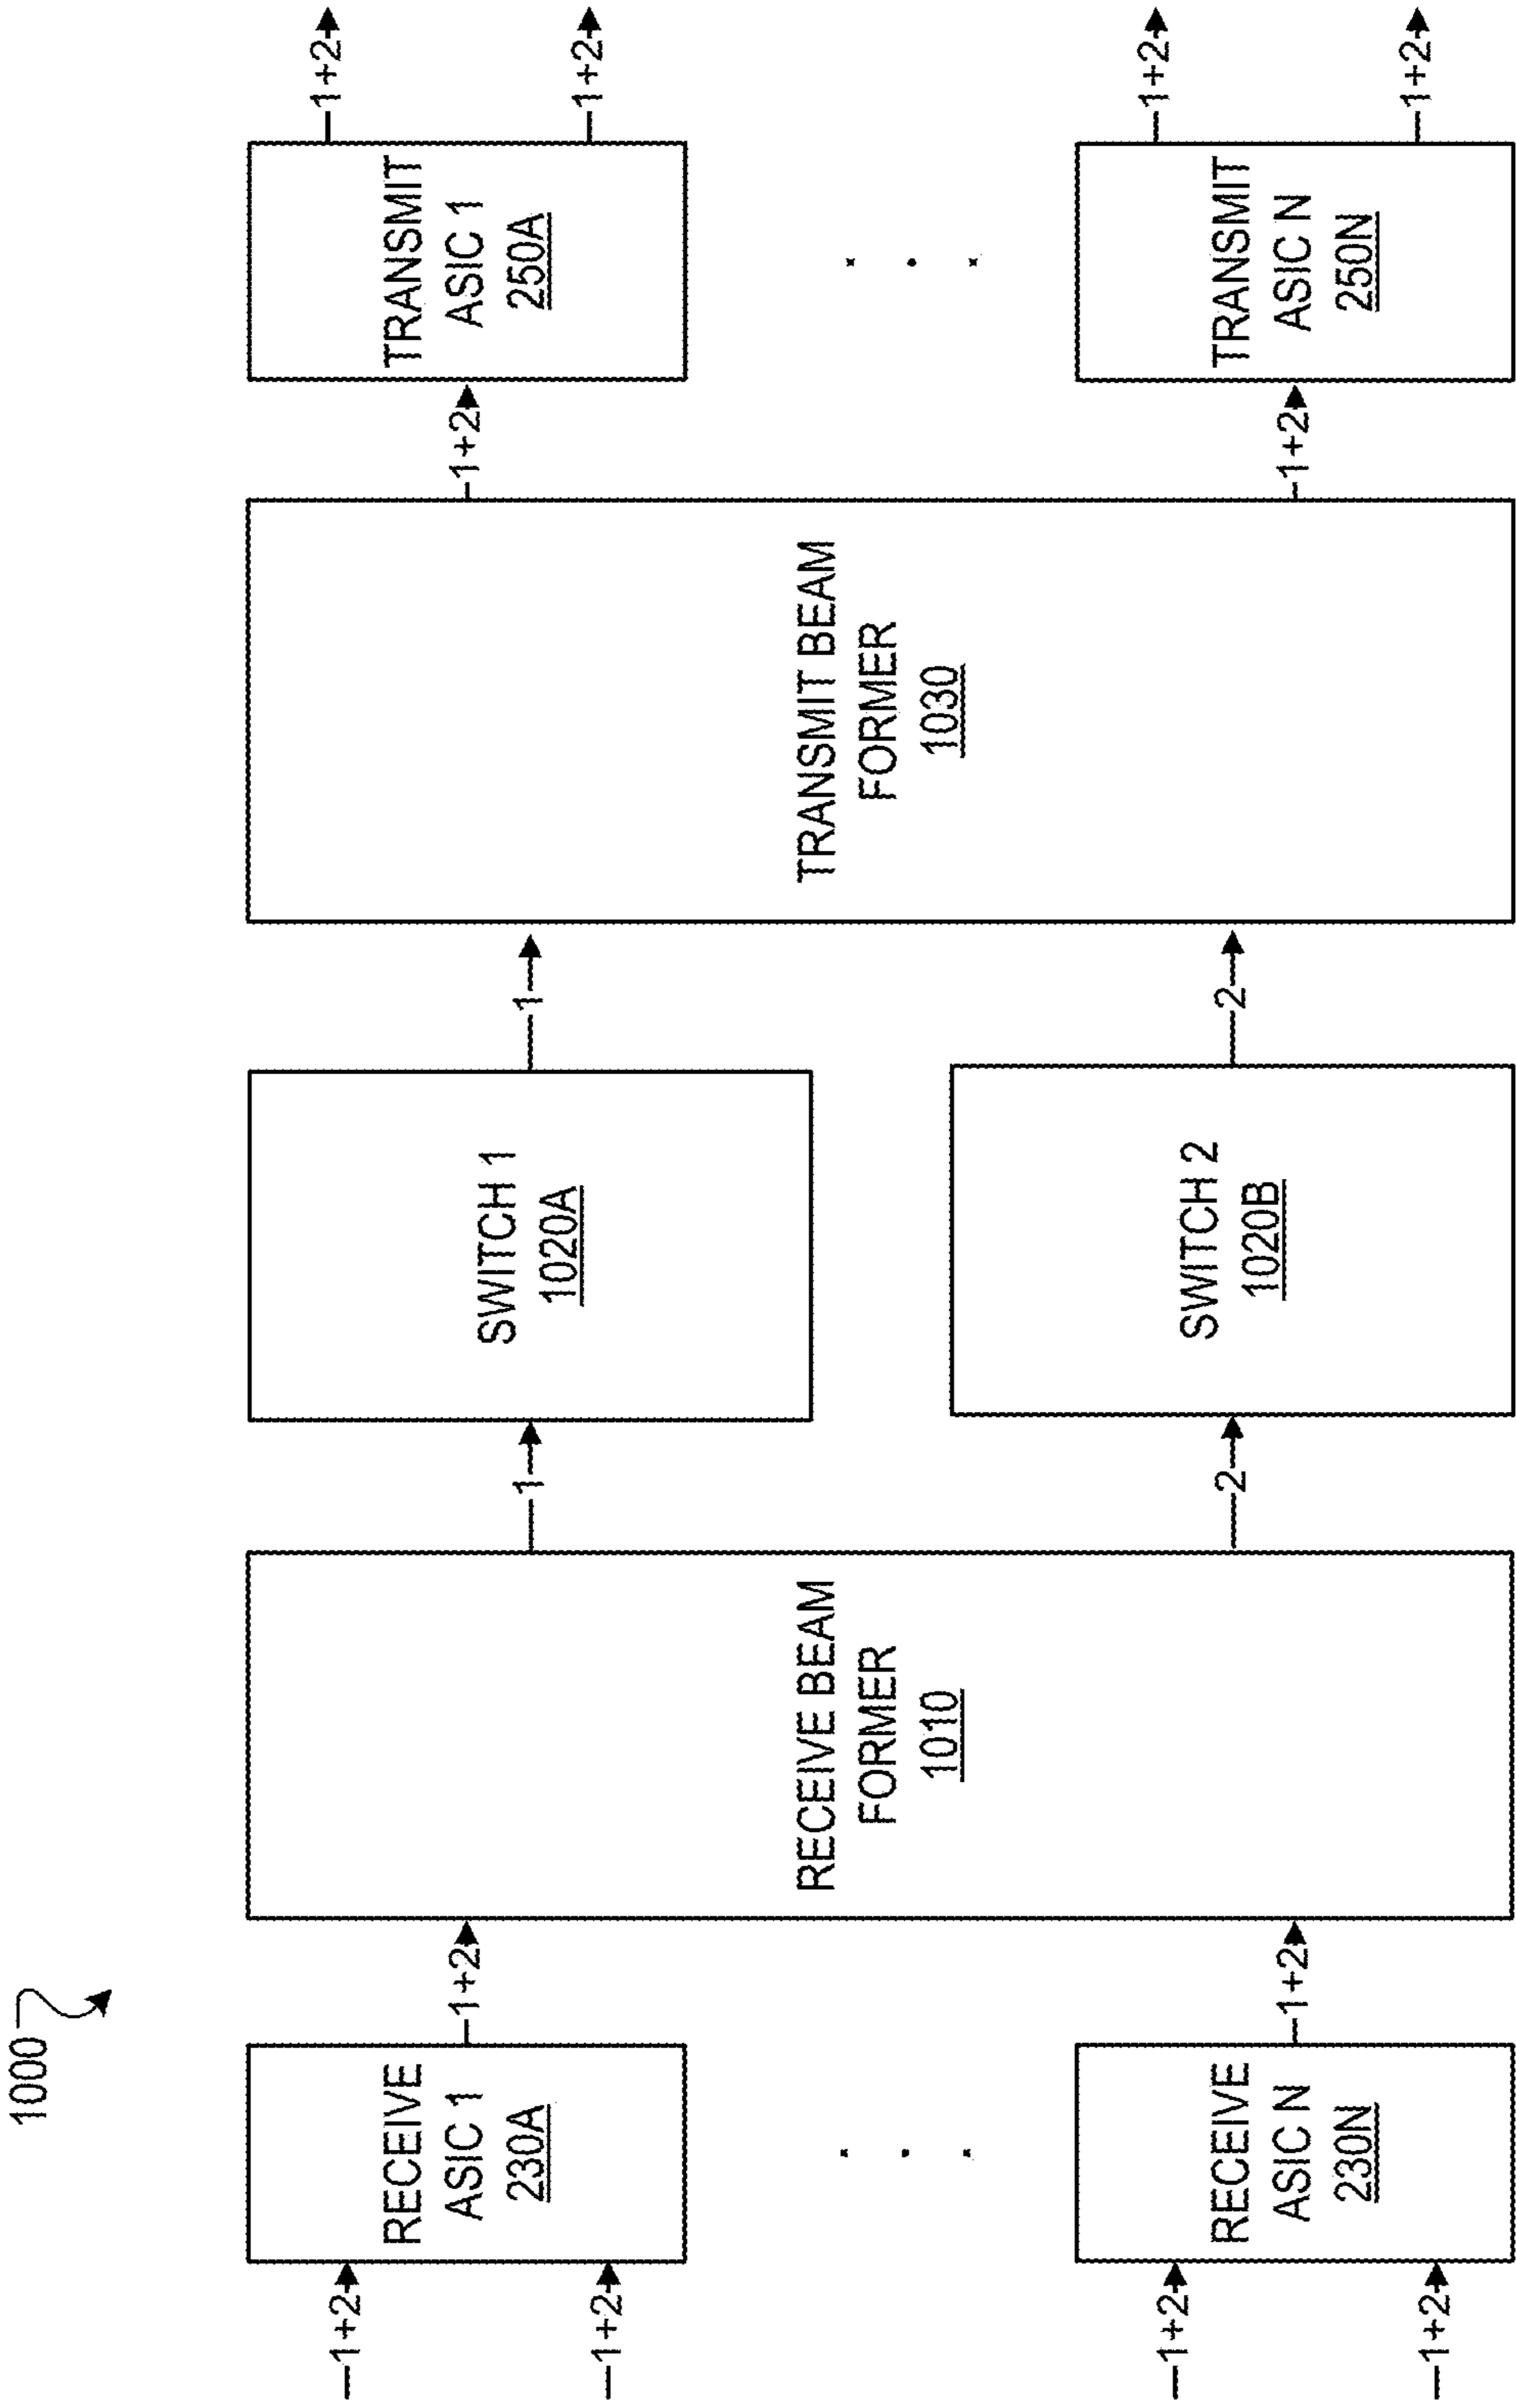 1000
1+2
1+2
RECEIVE
ASIC 1
230A
1+2
1+2
1+2
RECEIVE
ASIC N
230N
1+2
RECEIVE BEAM
FORMER
1010
1
2
SWITCH 1
1020A
SWITCH 2
1020B
1
2
TRANSMIT BEAM
FORMER
1030
1+2
1+2
TRANSMIT
ASIC 1
250A
1+2
1+2
TRANSMIT
ASIC N
250N
1+2
1+2